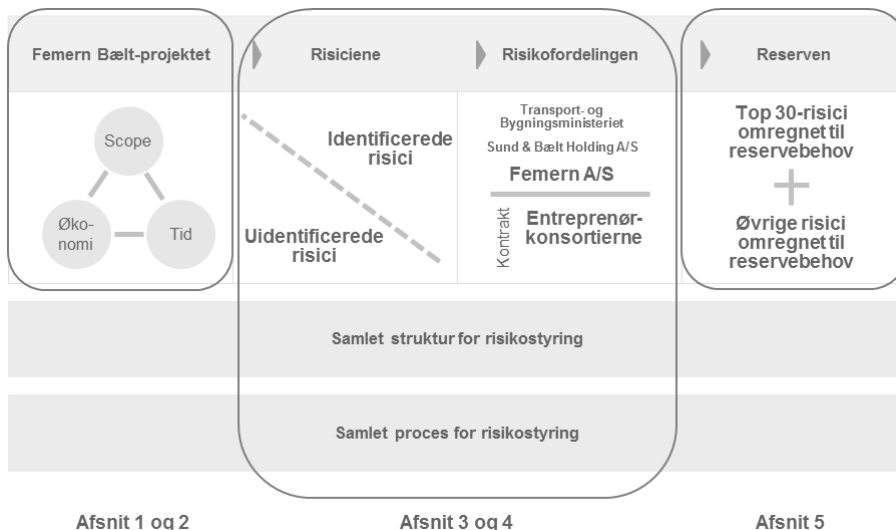 Femern Bælt-projektet
Risiciene
Risikofordelingen
Reserven
Scope
Øko-
nomi
Tid
Identificerede
risici
Uidentificerede
risici
Transport- og
Bygningsministeriet
Sund & Bælt Holding A/S
Femern A/S
Kontrakt
Entreprenør-
konsortierne
Top 30-risici
omregnet til
reservebehov
Øvrige risici
omregnet til
reservebehov
Samlet struktur for risikostyring
Samlet proces for risikostyring
Afsnit 1 og 2
Afsnit 3 og 4
Afsnit 5